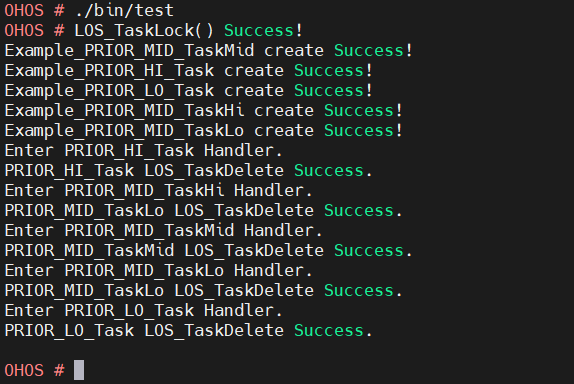 OHOS # ./bin/test
OHOS # LOS_TaskLock() Success!
Example_PRIOR_MID_TaskMid create Success!
Example_PRIOR_HI_Task create Success!
Example_PRIOR_LO_Task create Success!
Example_PRIOR_MID_TaskHi create Success!
Example_PRIOR_MID_TaskLo create Success!
Enter PRIOR_HI_Task Handler.
PRIOR_HI_Task LOS_TaskDelete Success.
Enter PRIOR_MID_TaskHi Handler.
PRIOR_MID_TaskLo LOS_TaskDelete Success.
Enter PRIOR_MID_TaskMid Handler.
PRIOR_MID_TaskMid LOS_TaskDelete Success.
Enter PRIOR_MID_TaskLo Handler.
PRIOR_MID_TaskLo LOS_TaskDelete Success.
Enter PRIOR_LO_Task Handler.
PRIOR_LO_Task LOS_TaskDelete Success.
OHOS #